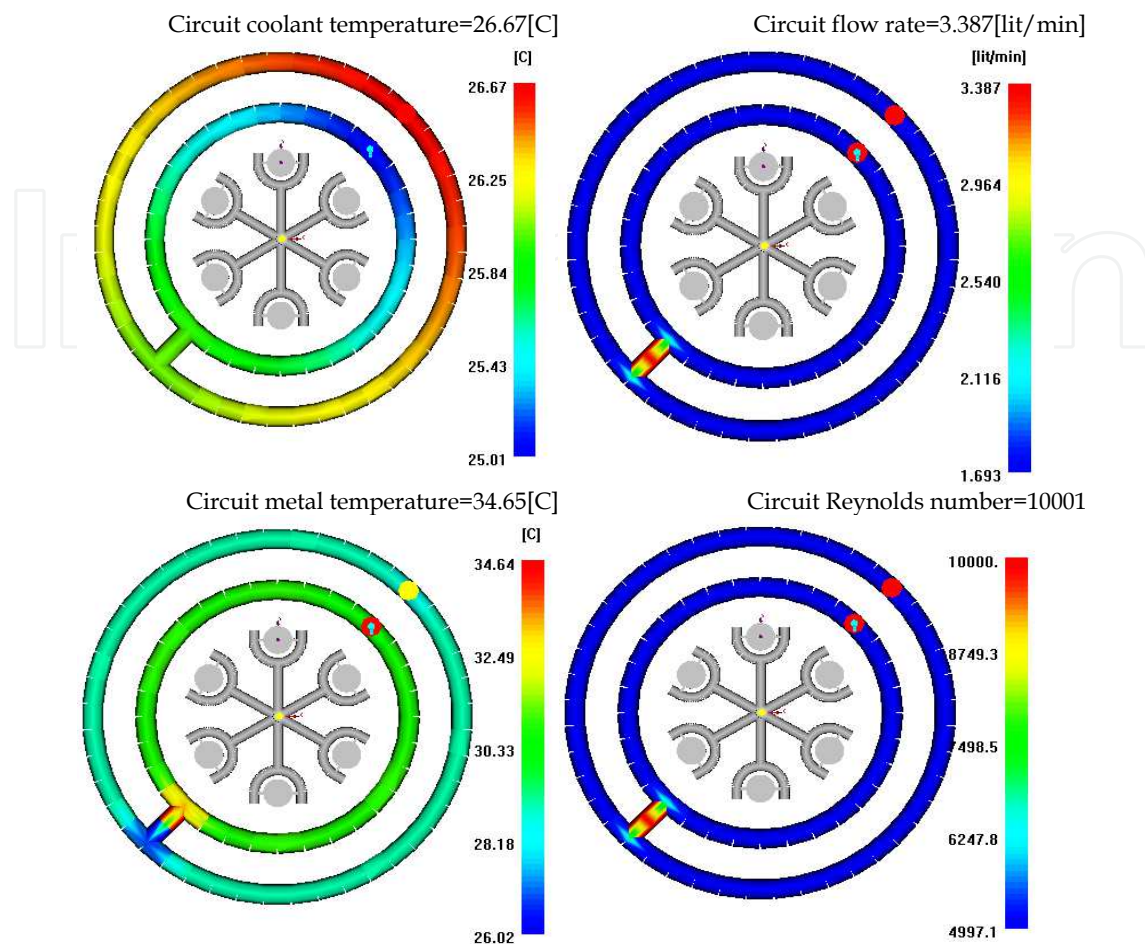 Circuit coolant temperature=26.67[C]
[C]
26.67
26.25
25.84
25.43
25.01
Circuit flow rate=3.387[lit/min]
[lit/min]
3.387
2.964
2.540
2.116
1.693
Circuit metal temperature=34.65[C]
[C]
34.64
32.49
30.33
28.18
26.02
Circuit Reynolds number=10001
10000.
8749.3
7498.5
6247.8
4997.1